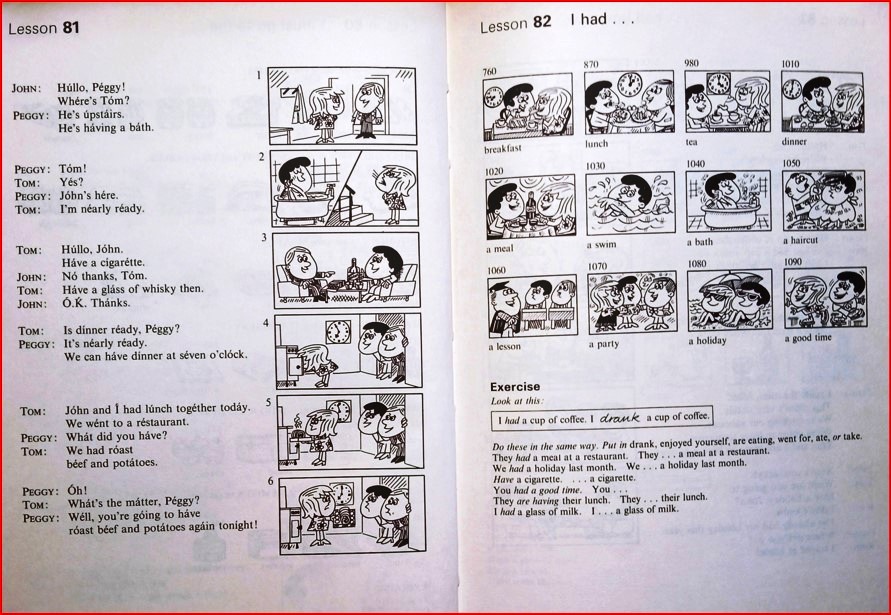 Lesson 81
JOHN: Húllo, Péggy!
Whére's Tóm?
PEGGY: He's úpstáirs.
He's háving a báth.
1
PEGGY: Tóm!
TOM: Yés?
PEGGY: Jóhn's hére.
TOM: I'm néarly réady.
2
TOM: Húllo, Jóhn.
Háve a cigarétte.
JOHN: Nó thanks, Tóm.
TOM: Háve a gláss of whisky then.
JOHN: Ó.K. Thánks.
3
TOM: Is dínner réady, Péggy?
PEGGY: It's néarly réady.
We can háve dínner at séven o'clóck.
4
TOM: Jóhn and Í had lúnch togéther todáy.
We wént to a réstaurant.
PEGGY: Whát did you háve?
TOM: We had róast
béef and potátoes.
5
PEGGY: Óh!
TOM: Whát's the mátter, Péggy?
PEGGY: Wéll, you're góing to háve
róast béef and potátoes agáin toníght!
6
Lesson 82 I had . . .
760 870 980 1010
breakfast lunch tea dinner
1020 1030 1040 1050
a meal a swim a bath a haircut
1060 1070 1080 1090
a lesson a party a holiday a good time
Exercise
Look at this:
I had a cup of coffee. I drank a cup of coffee.
Do these in the same way. Put in drank, enjoyed yourself, are eating, went for, ate, or take.
They had a meal at a restaurant. They . . . a meal at a restaurant.
We had a holiday last month. We . . . a holiday last month.
Have a cigarette. . . . a cigarette.
You had a good time. You . . .
They are having their lunch. They . . . their lunch.
I had a glass of milk. I . . . a glass of milk.